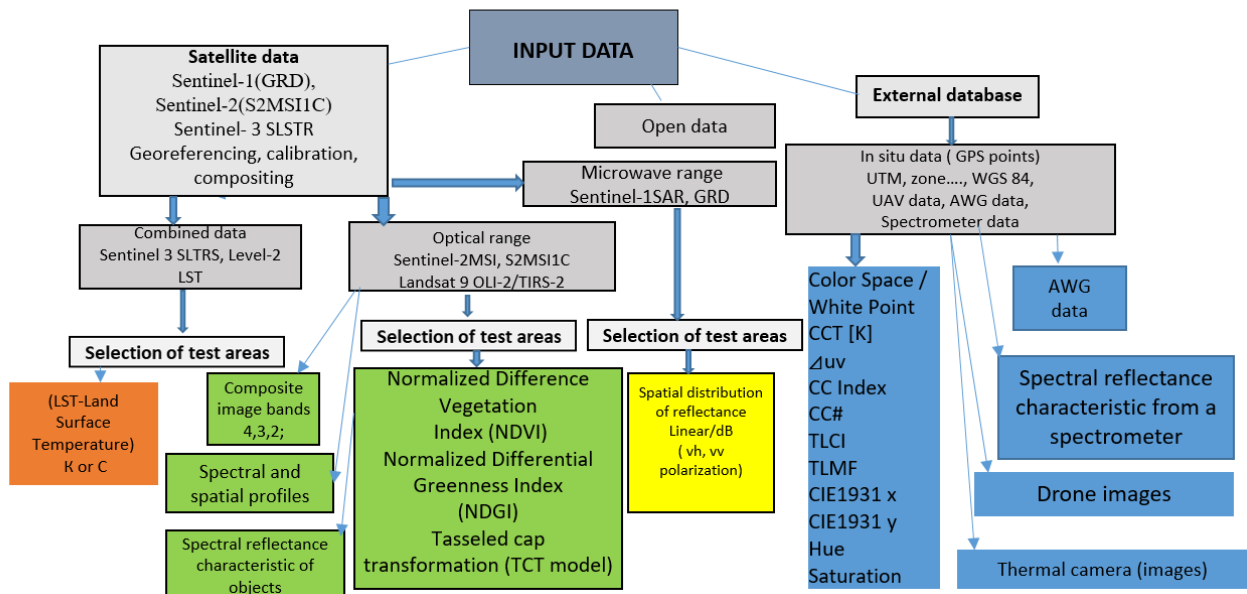 INPUT DATA
Satellite data
Sentinel-1(GRD),
Sentinel-2(S2MSI1C)
Sentinel- 3 SLSTR
Georeferencing, calibration,
compositing
Open data
External database
Microwave range
Sentinel-1SAR, GRD
In situ data ( GPS points)
UTM, zone...., WGS 84,
UAV data, AWG data,
Spectrometer data
Combined data
Sentinel 3 SLTRS, Level-2
LST
Optical range
Sentinel-2MSI, S2MSI1C
Landsat 9 OLI-2/TIRS-2
Selection of test areas
Selection of test areas
Selection of test areas
(LST-Land
Surface
Temperature)
K or C
Composite
image bands
4,3,2;
Spectral and
spatial profiles
Spectral reflectance
characteristic of
objects
Normalized Difference
Vegetation
Index (NDVI)
Normalized Differential
Greenness Index
(NDGI)
Tasseled cap
transformation (TCT model)
Spatial distribution
of reflectance
Linear/dB
( vh, vv
polarization)
Color Space /
White Point
CCT [K]
⊿uv
CC Index
CC#
TLCI
TLMF
CIE1931 x
CIE1931 y
Hue
Saturation
AWG
data
Spectral reflectance
characteristic from a
spectrometer
Drone images
Thermal camera (images)